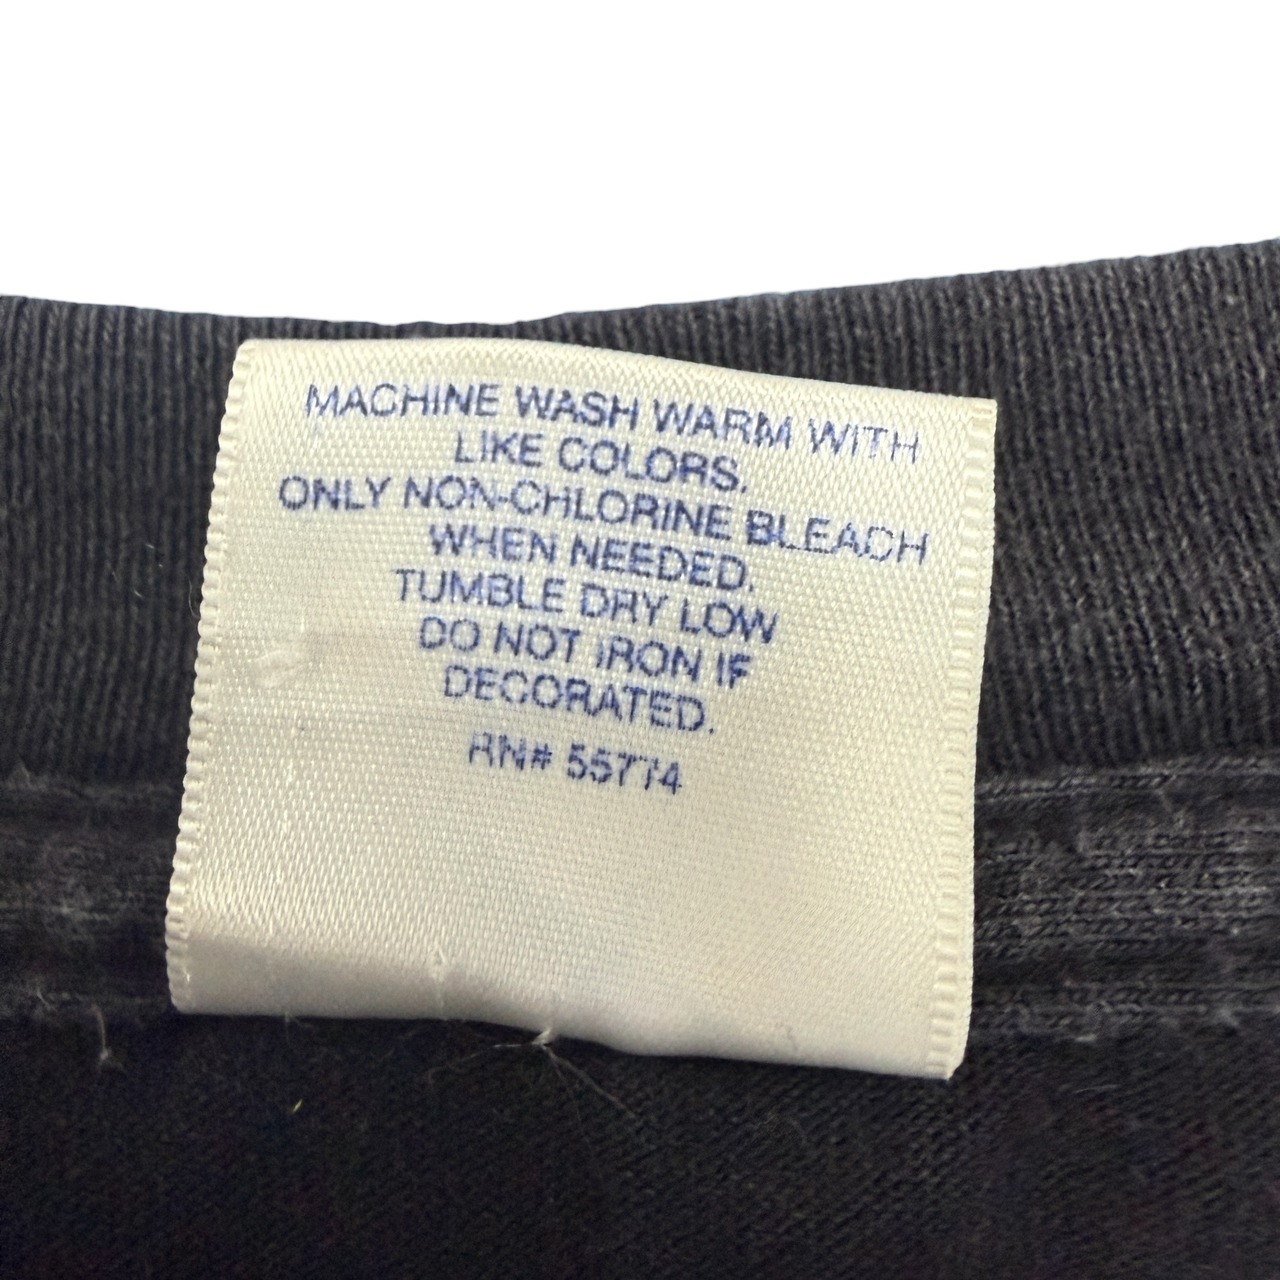 MACHINE WASH WARM WITH
LIKE COLORS.
ONLY NON-CHLORINE BLEACH
WHEN NEEDED.
TUMBLE DRY LOW
DO NOT IRON IF
DECORATED.
RN# 55774